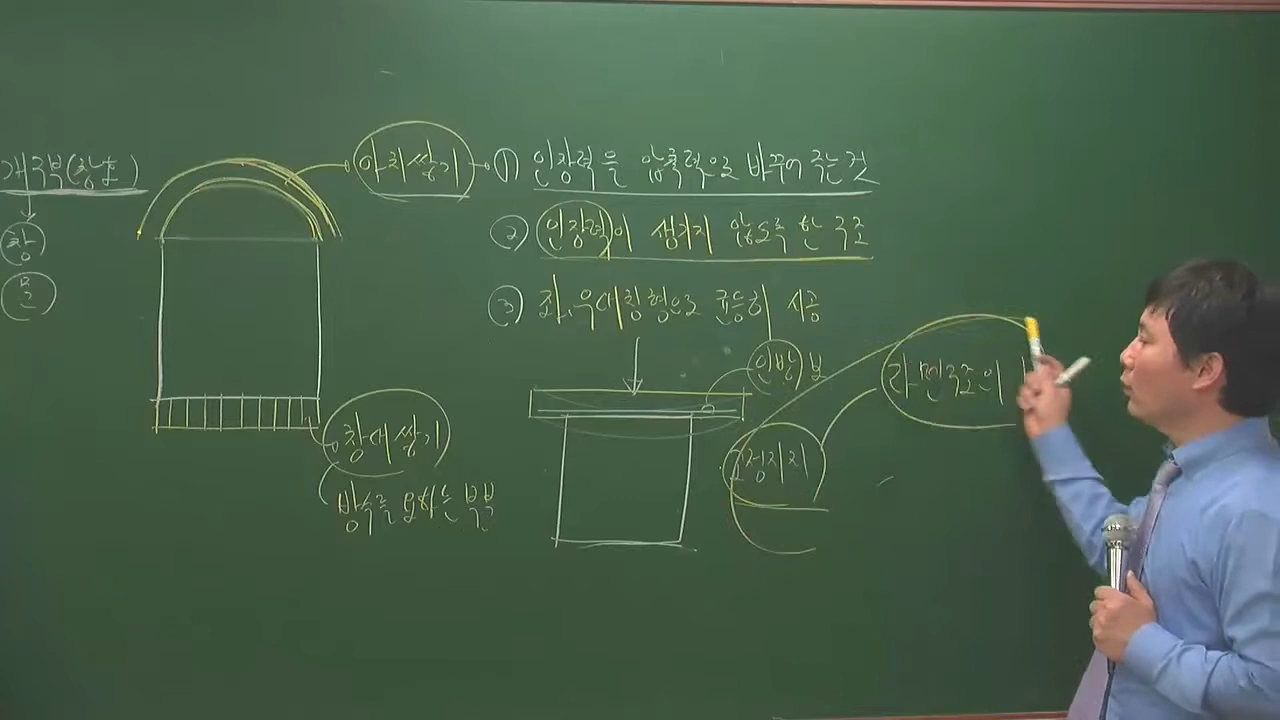 개구부(창호)
창
문
아치쌓기
① 인장력을 압축력으로 바꾸어 주는 것
② 인장력이 생기지 않도록 한 구조
③ 좌,우대칭형으로 균등히 시공
인방보
라멘구조의
창대쌓기
정지지
방수를 요하는 부분